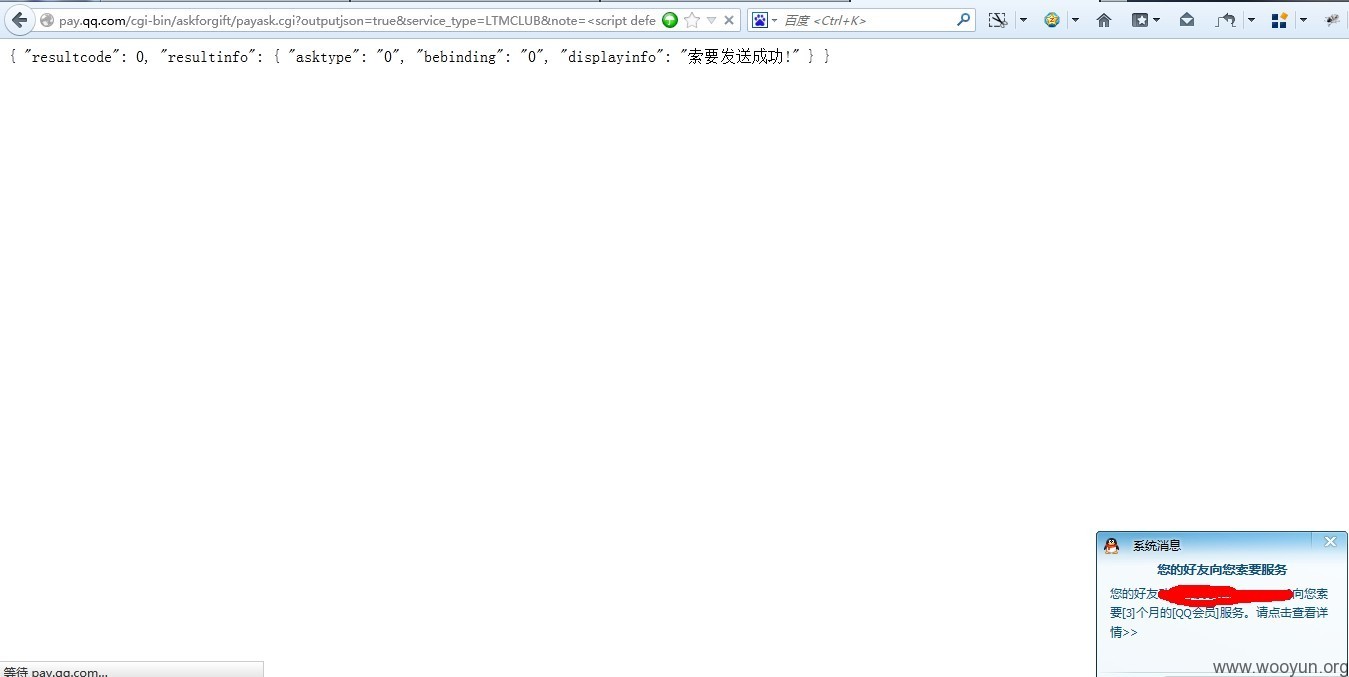 pay.qq.com/cgi-bin/askforgift/payask.cgi?outputjson=true&service_type=LTMCLUB&note=<script defe
百度 <Ctrl+K>
{ "resultcode": 0, "resultinfo": { "asktype": "0", "bebinding": "0", "displayinfo": "索要发送成功!" } }
系统消息
您的好友向您索要服务
您的好友 向您索
要[3]个月的[QQ会员]服务。请点击查看详
情>>
等待 pay.qq.com...
www.wooyun.org